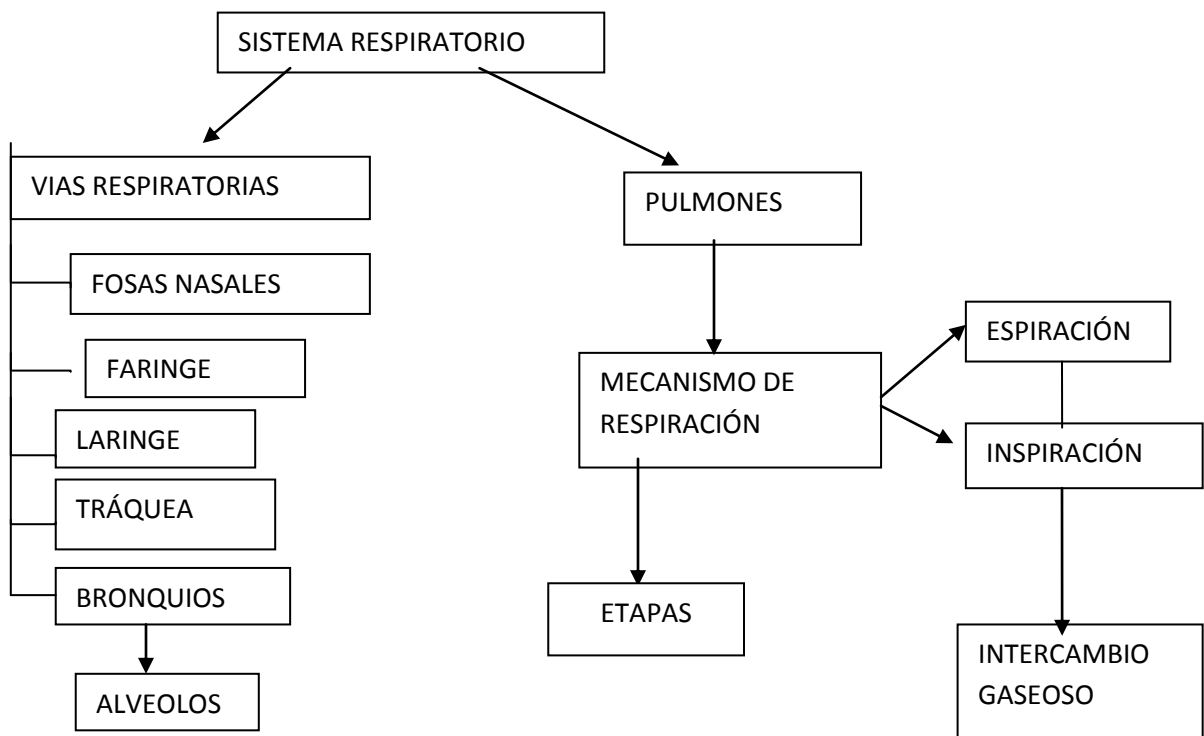 SISTEMA RESPIRATORIO
VIAS RESPIRATORIAS
FOSAS NASALES
FARINGE
LARINGE
TRÁQUEA
BRONQUIOS
ALVEOLOS
PULMONES
MECANISMO DE
RESPIRACIÓN
ETAPAS
ESPIRACIÓN
INSPIRACIÓN
INTERCAMBIO
GASEOSO